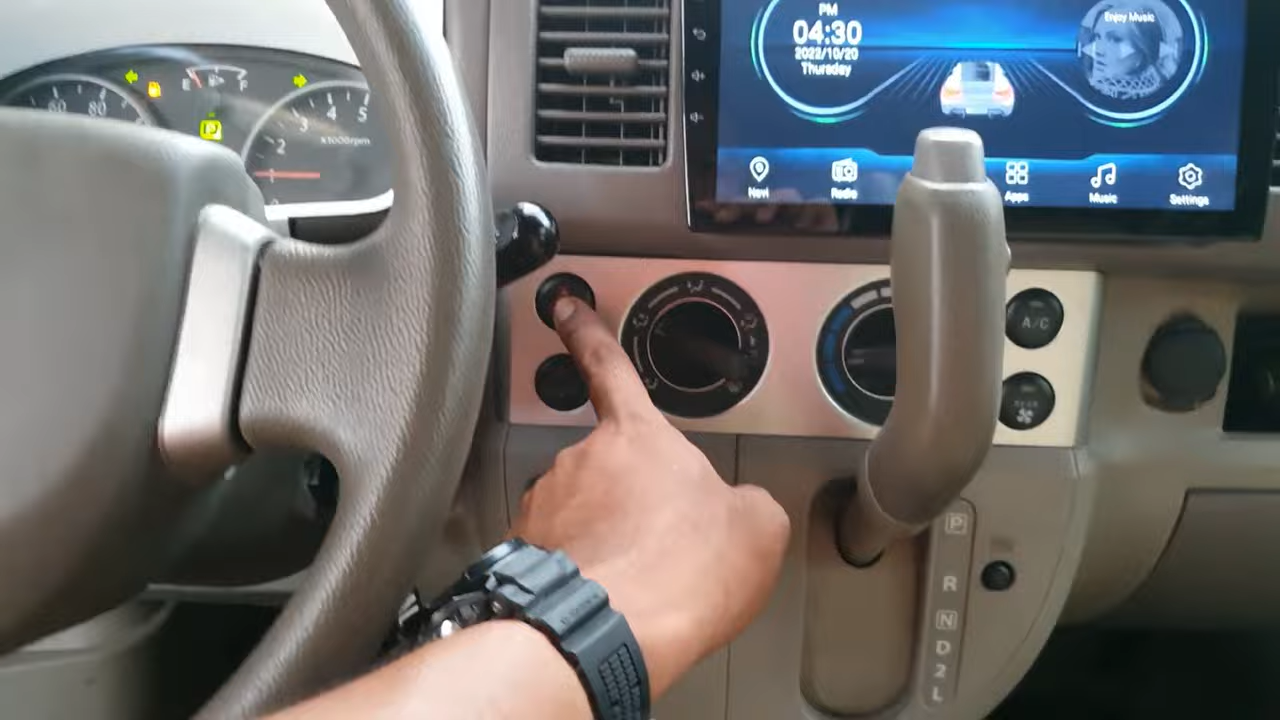 PM
04:30
2022/10/20
Thursday
Enjoy Music
Navi
Radio
Apps
Music
Settings
60
80
E
F
2
3
4
5
x1000rpm
P
A/C
REAR
P
R
N
D
2
L